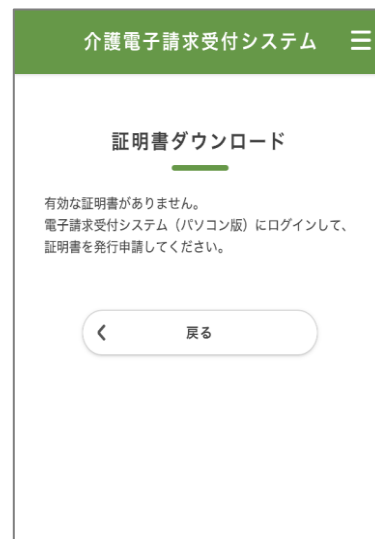 介護電子請求受付システム
証明書ダウンロード
有効な証明書がありません。
電子請求受付システム（パソコン版）にログインして、
証明書を発行申請してください。
戻る